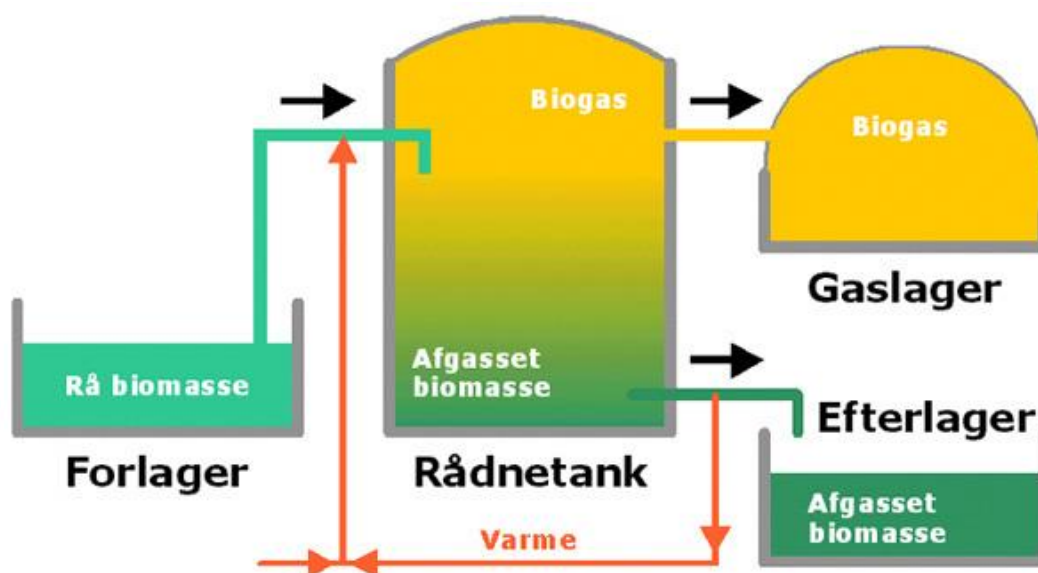 Biogas
Biogas
Gaslager
Rå biomasse
Afgasset
biomasse
Forlager
Rådnetank
Efterlager
Afgasset
biomasse
Varme